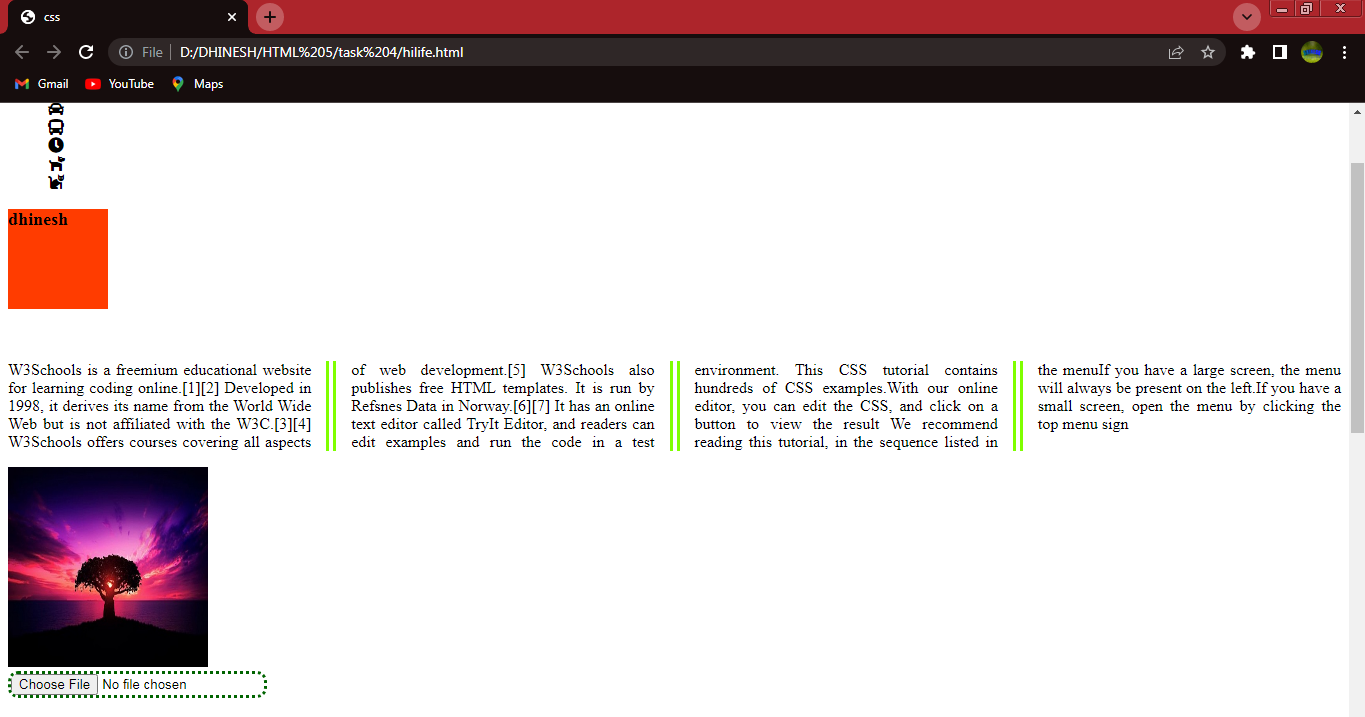 css
File
D:/DHINESH/HTML%205/task%204/hilife.html
Gmail
YouTube
Maps
dhinesh
W3Schools is a freemium educational website
for learning coding online.[1][2] Developed in
1998, it derives its name from the World Wide
Web but is not affiliated with the W3C.[3][4]
W3Schools offers courses covering all aspects
of web development.[5] W3Schools also
publishes free HTML templates. It is run by
Refsnes Data in Norway.[6][7] It has an online
text editor called TryIt Editor, and readers can
edit examples and run the code in a test
environment. This CSS tutorial contains
hundreds of CSS examples.With our online
editor, you can edit the CSS, and click on a
button to view the result We recommend
reading this tutorial, in the sequence listed in
the menuIf you have a large screen, the menu
will always be present on the left.If you have a
small screen, open the menu by clicking the
top menu sign
Choose File No file chosen